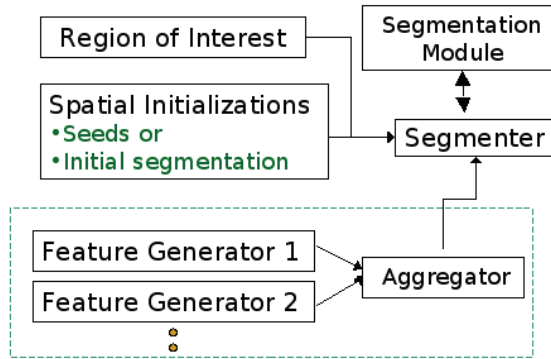 Region of Interest
Segmentation
Module
Spatial Initializations
•Seeds or
•Initial segmentation
Segmenter
Feature Generator 1
Aggregator
Feature Generator 2